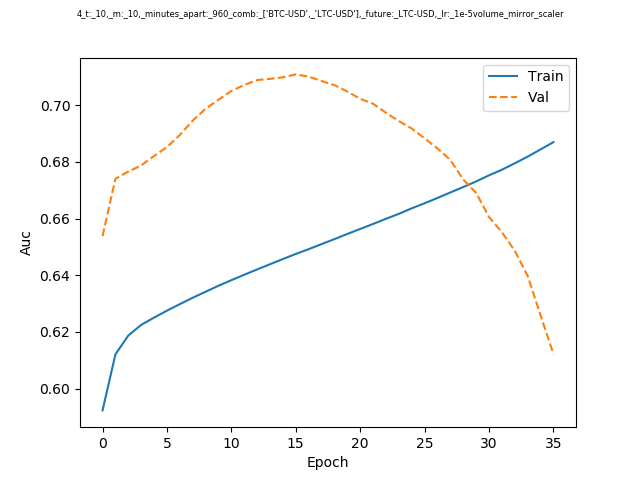 4_t:_10,_m:_10,_minutes_apart:_960_comb:_['BTC-USD',_'LTC-USD'],_future:_LTC-USD,_lr:_1e-5volume_mirror_scaler
Train
Val
0.70
0.68
0.66
0.64
0.62
0.60
Auc
0 5 10 15 20 25 30 35
Epoch